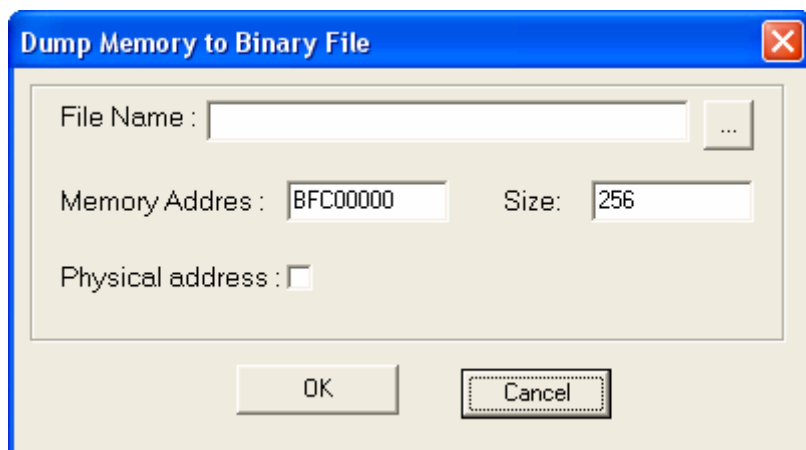 Dump Memory to Binary File
File Name : ...
Memory Addres : BFC00000 Size: 256
Physical address :
OK Cancel